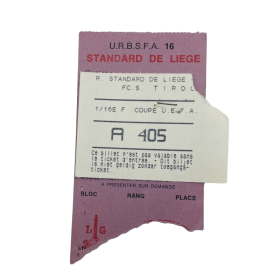 U.R.B.S.F.A. 16
STANDARD DE LIEGE
R. STANDARD DE LIEGE
FC.S. TIROL
1/16E F COUPE U.E.F.A.
A 405
Ce billet n'est pas valable sans
le ticket d'entrée - Dit biljet
is niet geldig zonder toegangs-
ticket.
A PRESENTER SUR DEMANDE
BLOC RANG PLACE
L G